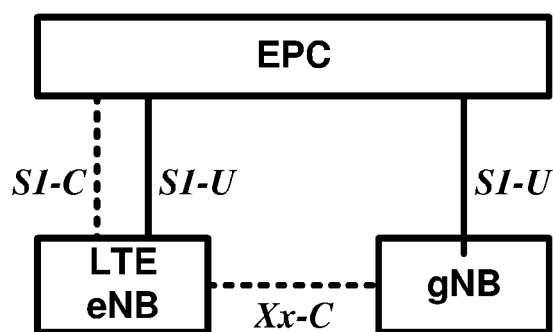 EPC
S1-C
S1-U
S1-U
LTE
eNB
gNB
Xx-C